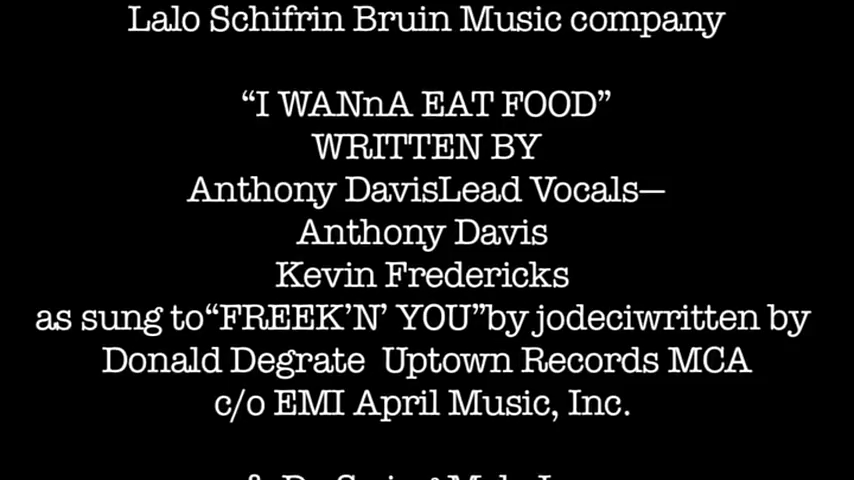 Lalo Schifrin Bruin Music company
“I WANnA EAT FOOD”
WRITTEN BY
Anthony DavisLead Vocals—
Anthony Davis
Kevin Fredericks
as sung to“FREEK’N’ YOU”by jodeciwritten by
Donald Degrate  Uptown Records MCA
c/o EMI April Music, Inc.